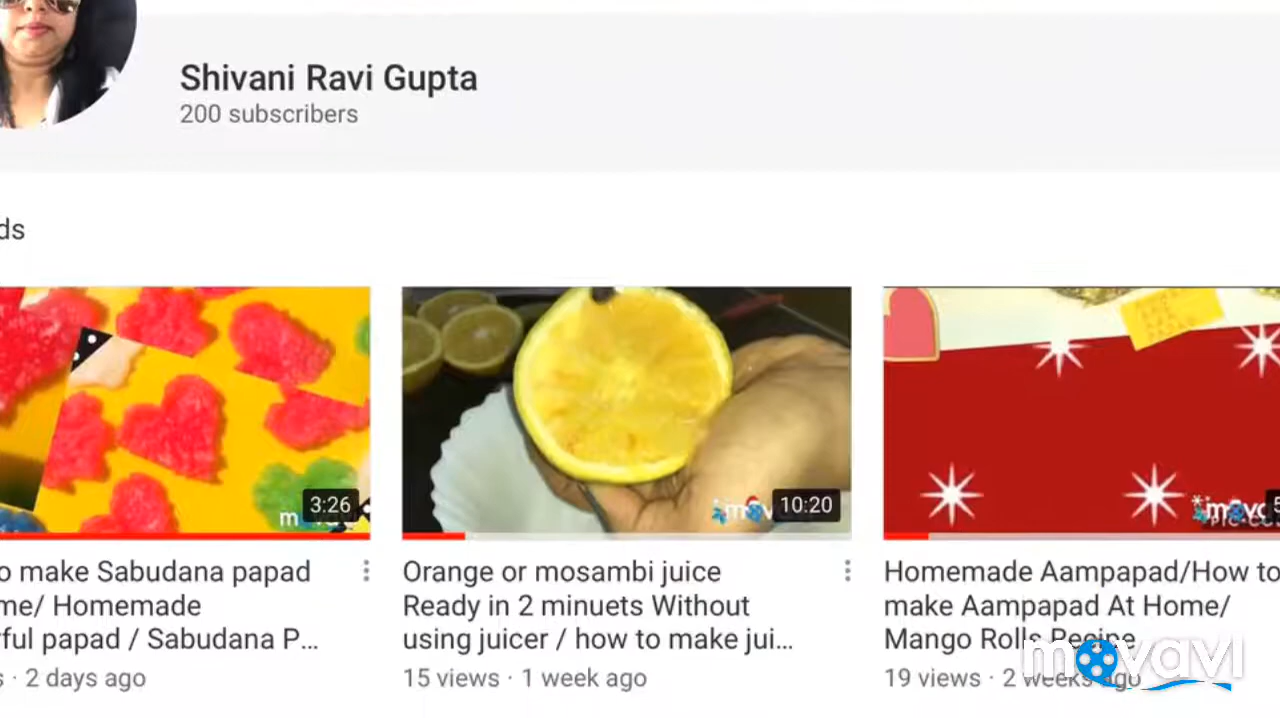 Shivani Ravi Gupta
200 subscribers
ds
3:26
10:20
o make Sabudana papad
me/ Homemade
rful papad / Sabudana P...
s · 2 days ago
Orange or mosambi juice
Ready in 2 minuets Without
using juicer / how to make jui...
15 views · 1 week ago
Homemade Aampapad/How to
make Aampapad At Home/
Mango Rolls Recipe
19 views · 2 weeks ago
movavi